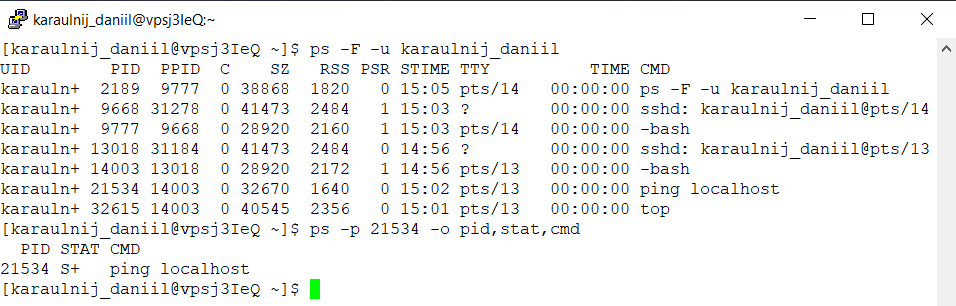 karaulnij_daniil@vpsj3IeQ:~
[karaulnij_daniil@vpsj3IeQ ~]$ ps -F -u karaulnij_daniil
UID        PID  PPID  C    SZ   RSS PSR STIME TTY          TIME CMD
karauln+  2189  9777  0 38868  1820   0 15:05 pts/14   00:00:00 ps -F -u karaulnij_daniil
karauln+  9668 31278  0 41473  2484   1 15:03 ?        00:00:00 sshd: karaulnij_daniil@pts/14
karauln+  9777  9668  0 28920  2160   1 15:03 pts/14   00:00:00 -bash
karauln+ 13018 31184  0 41473  2484   0 14:56 ?        00:00:00 sshd: karaulnij_daniil@pts/13
karauln+ 14003 13018  0 28920  2172   1 14:56 pts/13   00:00:00 -bash
karauln+ 21534 14003  0 32670  1640   0 15:02 pts/13   00:00:00 ping localhost
karauln+ 32615 14003  0 40545  2356   0 15:01 pts/13   00:00:00 top
[karaulnij_daniil@vpsj3IeQ ~]$ ps -p 21534 -o pid,stat,cmd
  PID STAT CMD
21534 S+   ping localhost
[karaulnij_daniil@vpsj3IeQ ~]$